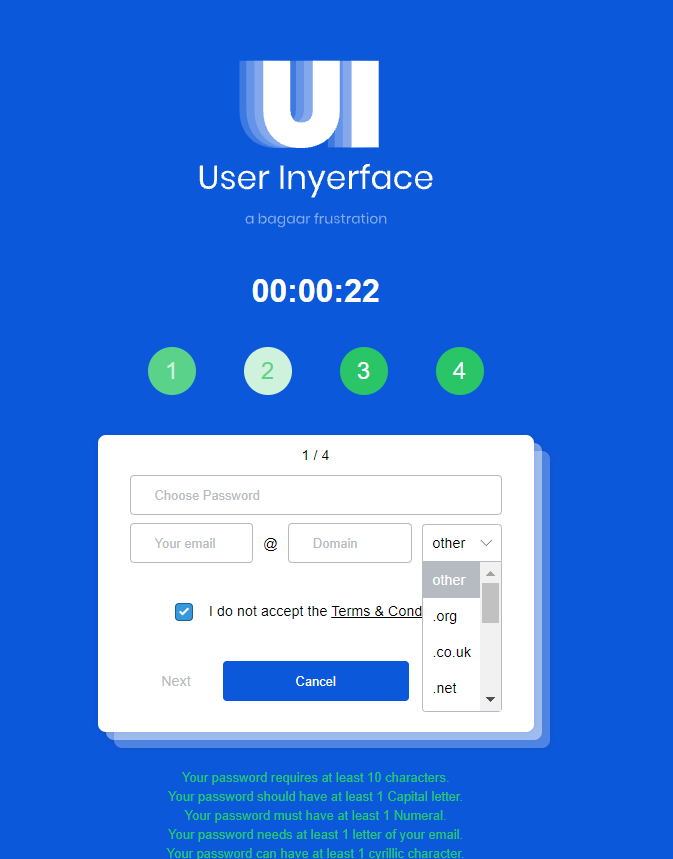 UI
User Inyerface
a bagaar frustration
00:00:22
1 2 3 4
1 / 4
Choose Password
Your email @ Domain other
other
.org
.co.uk
.net
I do not accept the Terms & Cond
Next Cancel
Your password requires at least 10 characters.
Your password should have at least 1 Capital letter.
Your password must have at least 1 Numeral.
Your password needs at least 1 letter of your email.
Your password can have at least 1 cyrillic character.